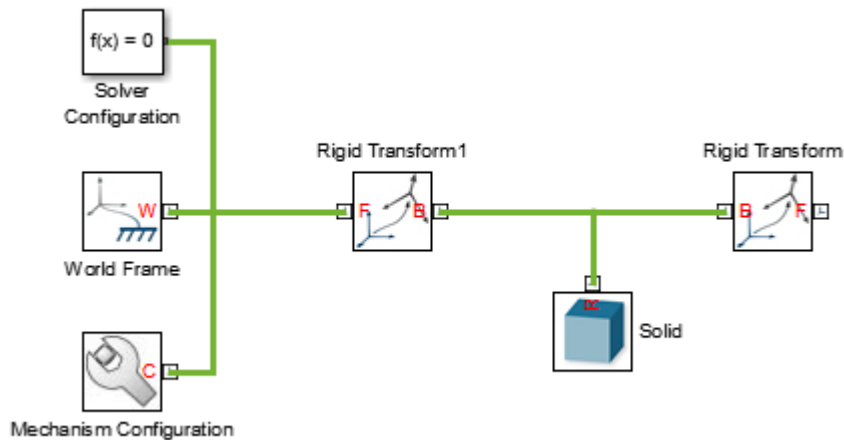 f(x) = 0
Solver
Configuration
Rigid Transform1
Rigid Transform
W
F
B
B
F
World Frame
R
Solid
C
Mechanism Configuration